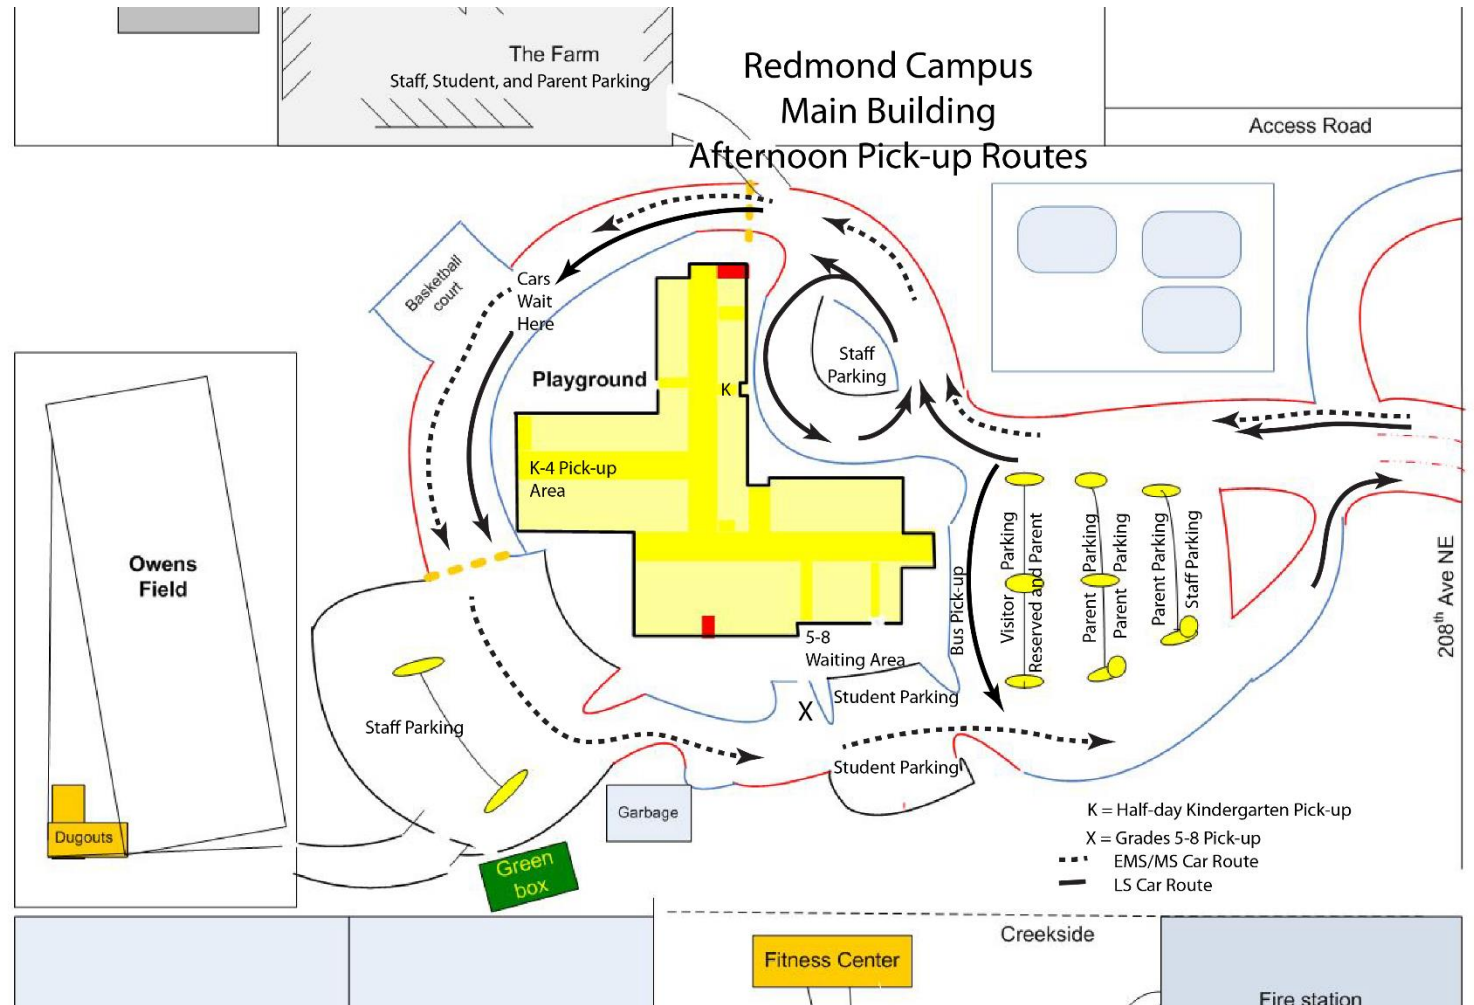 The Farm
Staff, Student, and Parent Parking
Redmond Campus
Main Building
Afternoon Pick-up Routes
Access Road
Basketball
court
Cars
Wait
Here
Staff
Parking
Playground
K
K-4 Pick-up
Area
Owens
Field
Bus Pick-up
Visitor Parking
Reserved and Parent
Parent Parking
Parent Parking
Parent Parking
Staff Parking
208th Ave NE
5-8
Waiting Area
Student Parking
X
Staff Parking
Student Parking
Garbage
Dugouts
Green
box
K = Half-day Kindergarten Pick-up
X = Grades 5-8 Pick-up
EMS/MS Car Route
LS Car Route
Creekside
Fitness Center
Fire station